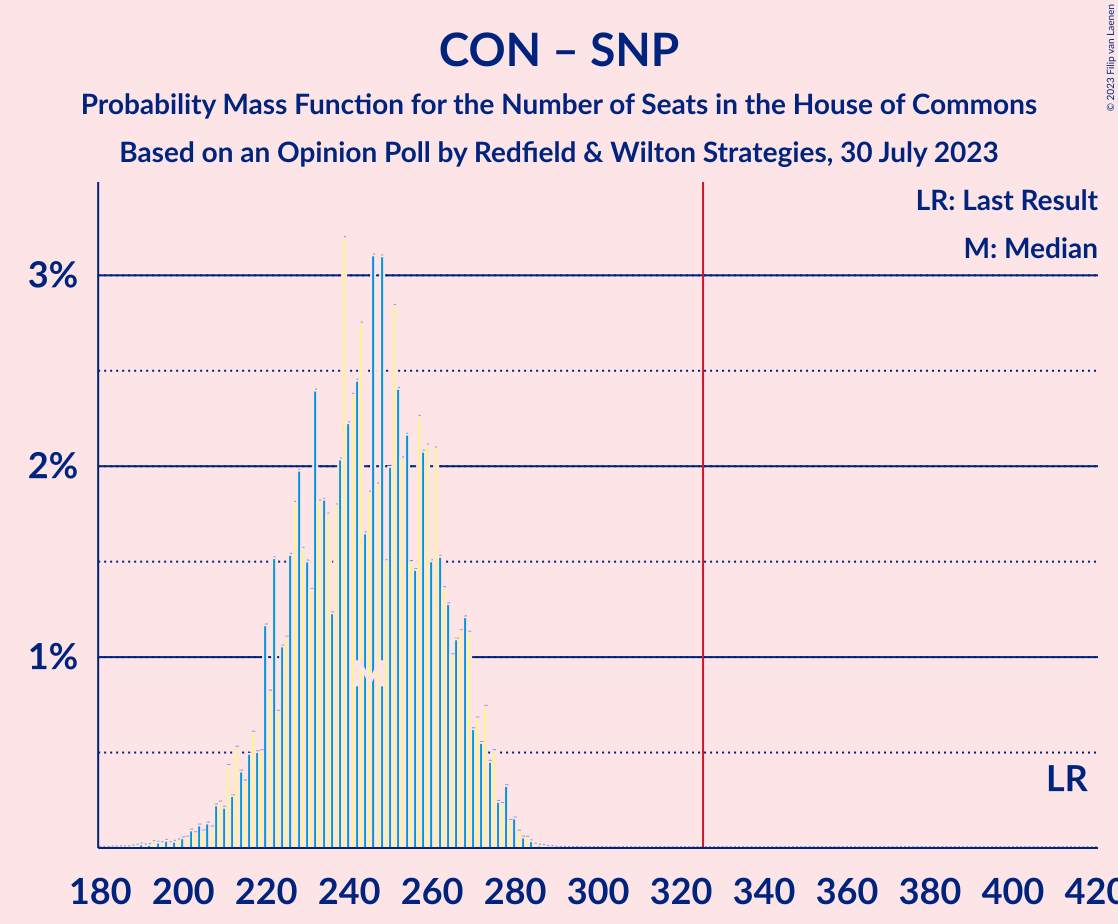 CON – SNP
Probability Mass Function for the Number of Seats in the House of Commons
Based on an Opinion Poll by Redfield & Wilton Strategies, 30 July 2023
© 2023 Filip van Laenen
LR: Last Result
M: Median
3%
2%
1%
M
LR
180 200 220 240 260 280 300 320 340 360 380 400 420